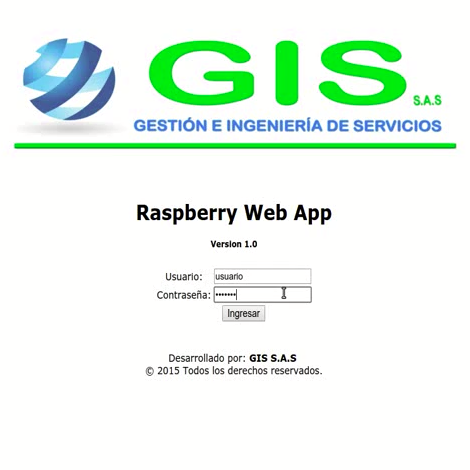 GIS S.A.S
GESTIÓN E INGENIERÍA DE SERVICIOS
Raspberry Web App
Version 1.0
Usuario: usuario
Contraseña: •••••••
Ingresar
Desarrollado por: GIS S.A.S
© 2015 Todos los derechos reservados.